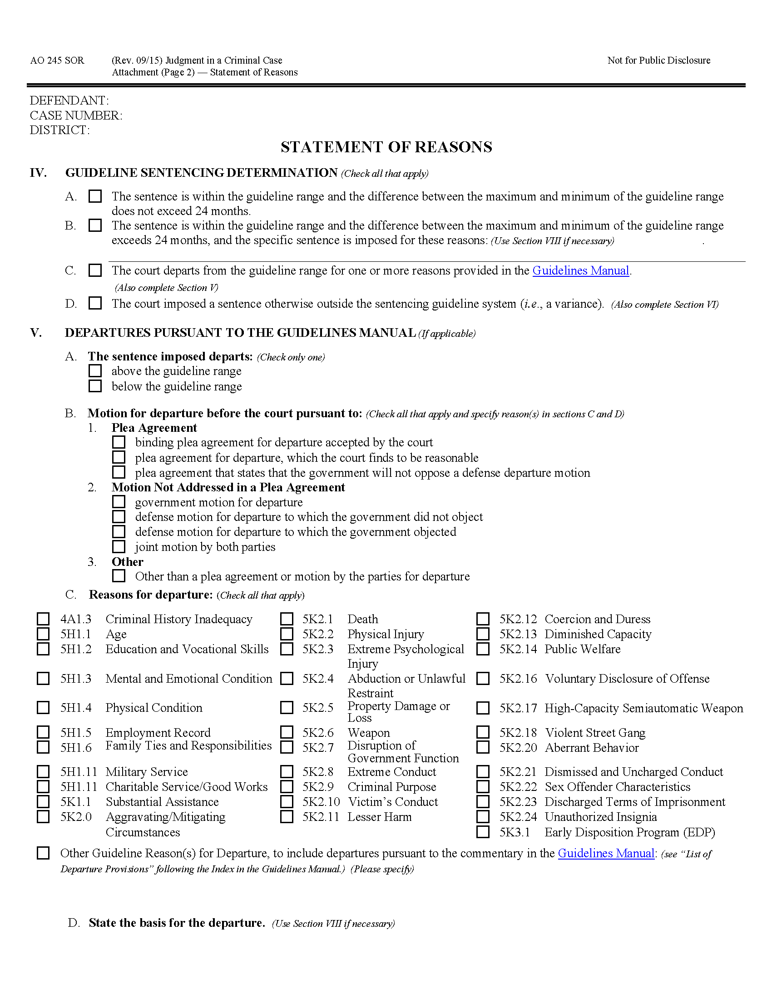 AO 245 SOR (Rev. 09/15) Judgment in a Criminal Case Not for Public Disclosure
Attachment (Page 2) — Statement of Reasons
DEFENDANT:
CASE NUMBER:
DISTRICT:
STATEMENT OF REASONS
IV. GUIDELINE SENTENCING DETERMINATION (Check all that apply)
A. The sentence is within the guideline range and the difference between the maximum and minimum of the guideline range
does not exceed 24 months.
B. The sentence is within the guideline range and the difference between the maximum and minimum of the guideline range
exceeds 24 months, and the specific sentence is imposed for these reasons: (Use Section VIII if necessary) .
C. The court departs from the guideline range for one or more reasons provided in the Guidelines Manual.
(Also complete Section V)
D. The court imposed a sentence otherwise outside the sentencing guideline system (i.e., a variance). (Also complete Section VI)
V. DEPARTURES PURSUANT TO THE GUIDELINES MANUAL (If applicable)
A. The sentence imposed departs: (Check only one)
above the guideline range
below the guideline range
B. Motion for departure before the court pursuant to: (Check all that apply and specify reason(s) in sections C and D)
1. Plea Agreement
binding plea agreement for departure accepted by the court
plea agreement for departure, which the court finds to be reasonable
plea agreement that states that the government will not oppose a defense departure motion
2. Motion Not Addressed in a Plea Agreement
government motion for departure
defense motion for departure to which the government did not object
defense motion for departure to which the government objected
joint motion by both parties
3. Other
Other than a plea agreement or motion by the parties for departure
C. Reasons for departure: (Check all that apply)
4A1.3 Criminal History Inadequacy 5K2.1 Death 5K2.12 Coercion and Duress
5H1.1 Age 5K2.2 Physical Injury 5K2.13 Diminished Capacity
5H1.2 Education and Vocational Skills 5K2.3 Extreme Psychological 5K2.14 Public Welfare
Injury
5H1.3 Mental and Emotional Condition 5K2.4 Abduction or Unlawful 5K2.16 Voluntary Disclosure of Offense
Restraint
5H1.4 Physical Condition 5K2.5 Property Damage or 5K2.17 High-Capacity Semiautomatic Weapon
Loss
5H1.5 Employment Record 5K2.6 Weapon 5K2.18 Violent Street Gang
5H1.6 Family Ties and Responsibilities 5K2.7 Disruption of 5K2.20 Aberrant Behavior
Government Function
5H1.11 Military Service 5K2.8 Extreme Conduct 5K2.21 Dismissed and Uncharged Conduct
5H1.11 Charitable Service/Good Works 5K2.9 Criminal Purpose 5K2.22 Sex Offender Characteristics
5K1.1 Substantial Assistance 5K2.10 Victim’s Conduct 5K2.23 Discharged Terms of Imprisonment
5K2.0 Aggravating/Mitigating 5K2.11 Lesser Harm 5K2.24 Unauthorized Insignia
Circumstances 5K3.1 Early Disposition Program (EDP)
Other Guideline Reason(s) for Departure, to include departures pursuant to the commentary in the Guidelines Manual: (see “List of
Departure Provisions” following the Index in the Guidelines Manual.) (Please specify)
D. State the basis for the departure. (Use Section VIII if necessary)